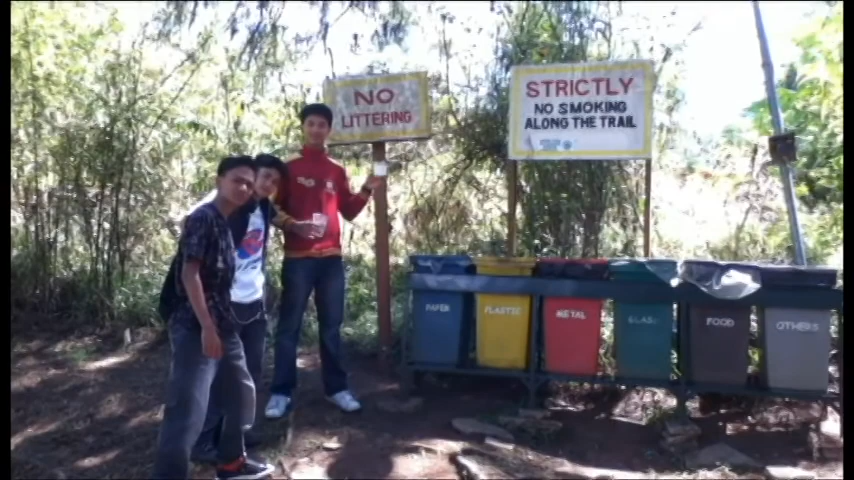 NO
LITTERING
STRICTLY
NO SMOKING
ALONG THE TRAIL
PAPER
PLASTIC
METAL
GLASS
FOOD
OTHERS